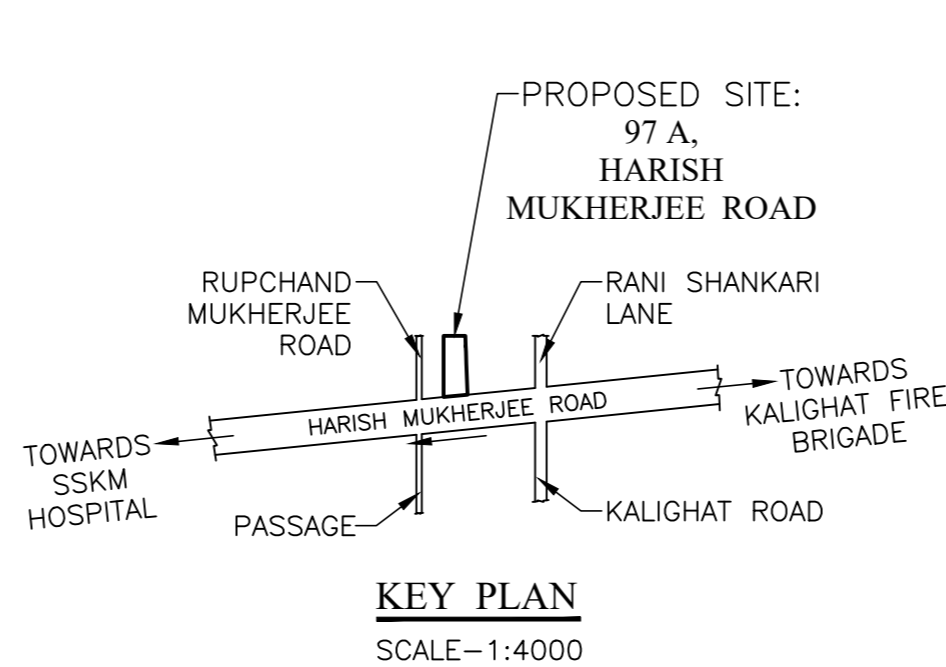 PROPOSED SITE:
97 A,
HARISH
MUKHERJEE ROAD
RUPCHAND
MUKHERJEE
ROAD
RANI SHANKARI
LANE
HARISH MUKHERJEE ROAD
TOWARDS
KALIGHAT FIRE
BRIGADE
TOWARDS
SSKM
HOSPITAL
PASSAGE
KALIGHAT ROAD
KEY PLAN
SCALE-1:4000